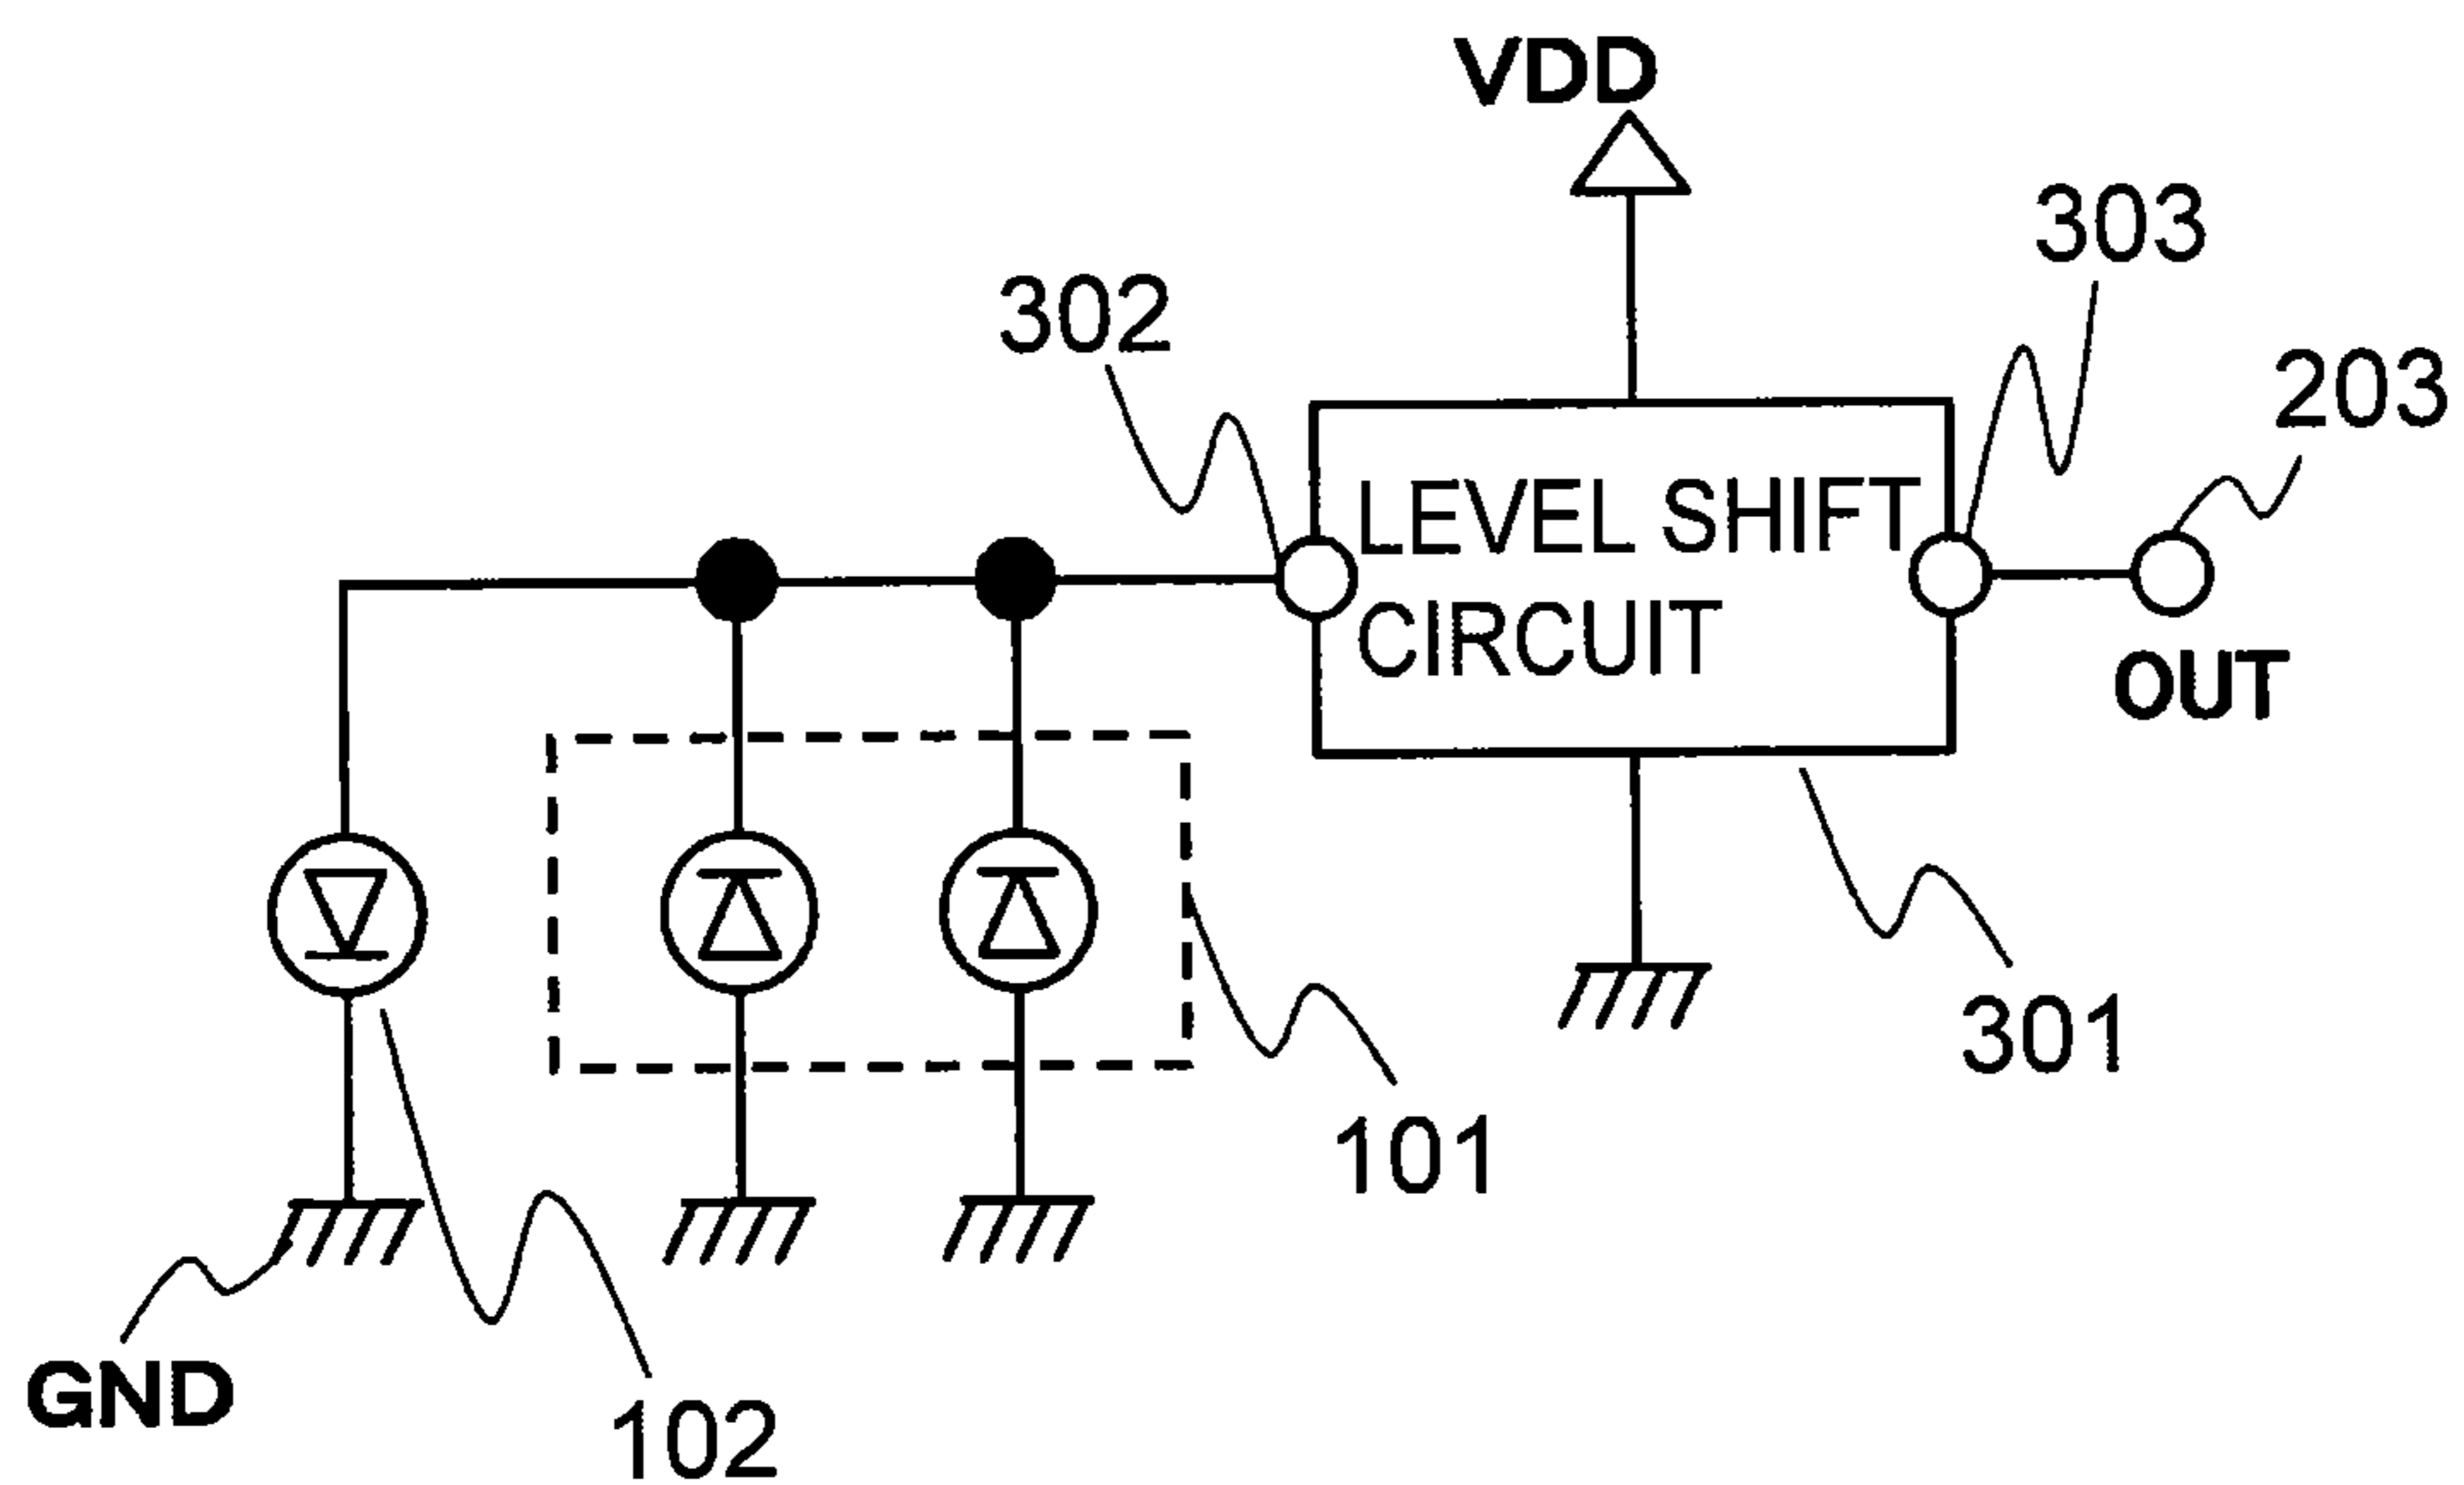 VDD
303
302
203
LEVEL SHIFT
CIRCUIT
OUT
301
101
GND
102